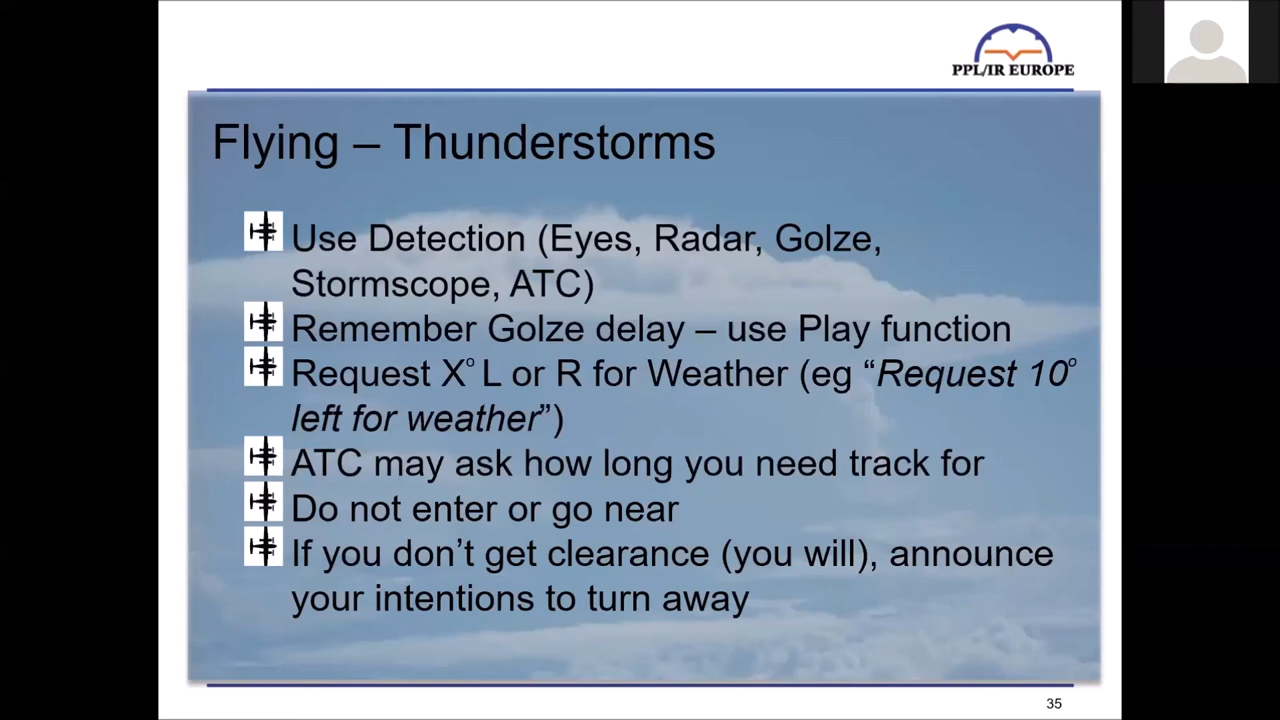 PPL/IR EUROPE
Flying – Thunderstorms
Use Detection (Eyes, Radar, Golze,
Stormscope, ATC)
Remember Golze delay – use Play function
Request X° L or R for Weather (eg “Request 10°
left for weather”)
ATC may ask how long you need track for
Do not enter or go near
If you don’t get clearance (you will), announce
your intentions to turn away
35